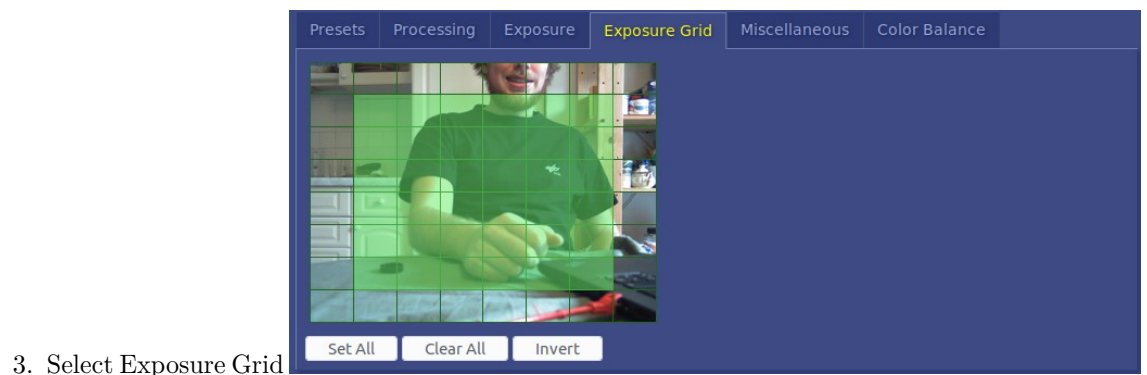 Presets Processing Exposure Exposure Grid Miscellaneous Color Balance
Set All Clear All Invert
3. Select Exposure Grid